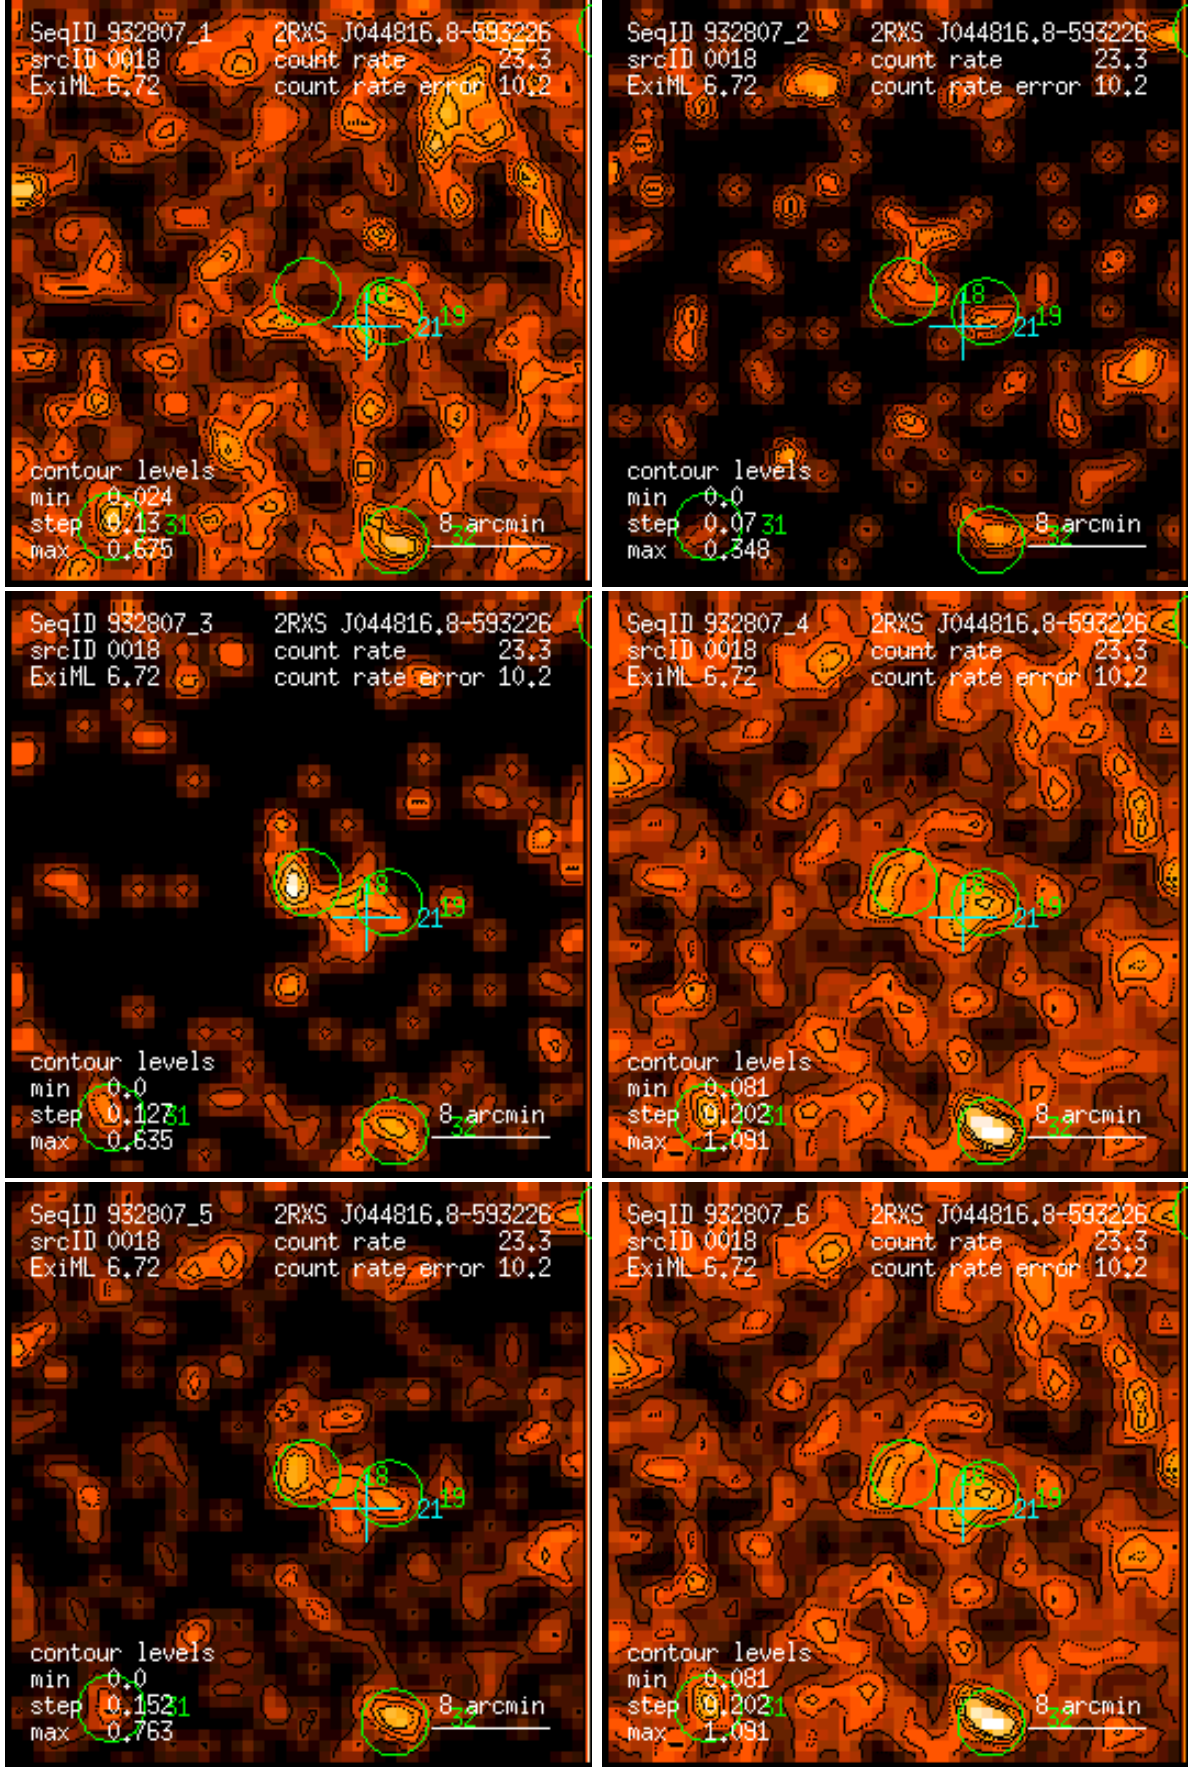 SeqID 932807_1 2RXS J044816.8-593226
srcID 0018 count rate 23.3
ExiML 6.72 count rate error 10.2
18
21 19
contour levels
min 0.024
step 0.13 31 8 arcmin
max 0.675 32
SeqID 932807_2 2RXS J044816.8-593226
srcID 0018 count rate 23.3
ExiML 6.72 count rate error 10.2
18
21 19
contour levels
min 0.0
step 0.07 31 8 arcmin
max 0.348 32
SeqID 932807_3 2RXS J044816.8-593226
srcID 0018 count rate 23.3
ExiML 6.72 count rate error 10.2
18
21 19
contour levels
min 0.0
step 0.127 31 8 arcmin
max 0.635 32
SeqID 932807_4 2RXS J044816.8-593226
srcID 0018 count rate 23.3
ExiML 6.72 count rate error 10.2
18
21 19
contour levels
min 0.081
step 0.202 31 8 arcmin
max 1.091 32
SeqID 932807_5 2RXS J044816.8-593226
srcID 0018 count rate 23.3
ExiML 6.72 count rate error 10.2
18
21 19
contour levels
min 0.0
step 0.152 31 8 arcmin
max 0.763 32
SeqID 932807_6 2RXS J044816.8-593226
srcID 0018 count rate 23.3
ExiML 6.72 count rate error 10.2
18
21 19
contour levels
min 0.081
step 0.202 31 8 arcmin
max 1.091 32